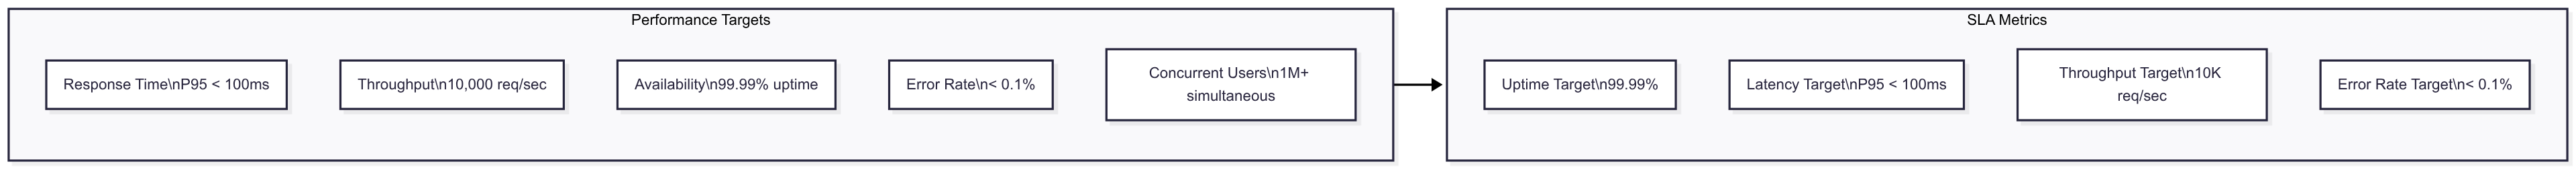 Performance Targets
Response Time\nP95 < 100ms
Throughput\n10,000 req/sec
Availability\n99.99% uptime
Error Rate\n< 0.1%
Concurrent Users\n1M+
simultaneous
SLA Metrics
Uptime Target\n99.99%
Latency Target\nP95 < 100ms
Throughput Target\n10K
req/sec
Error Rate Target\n< 0.1%